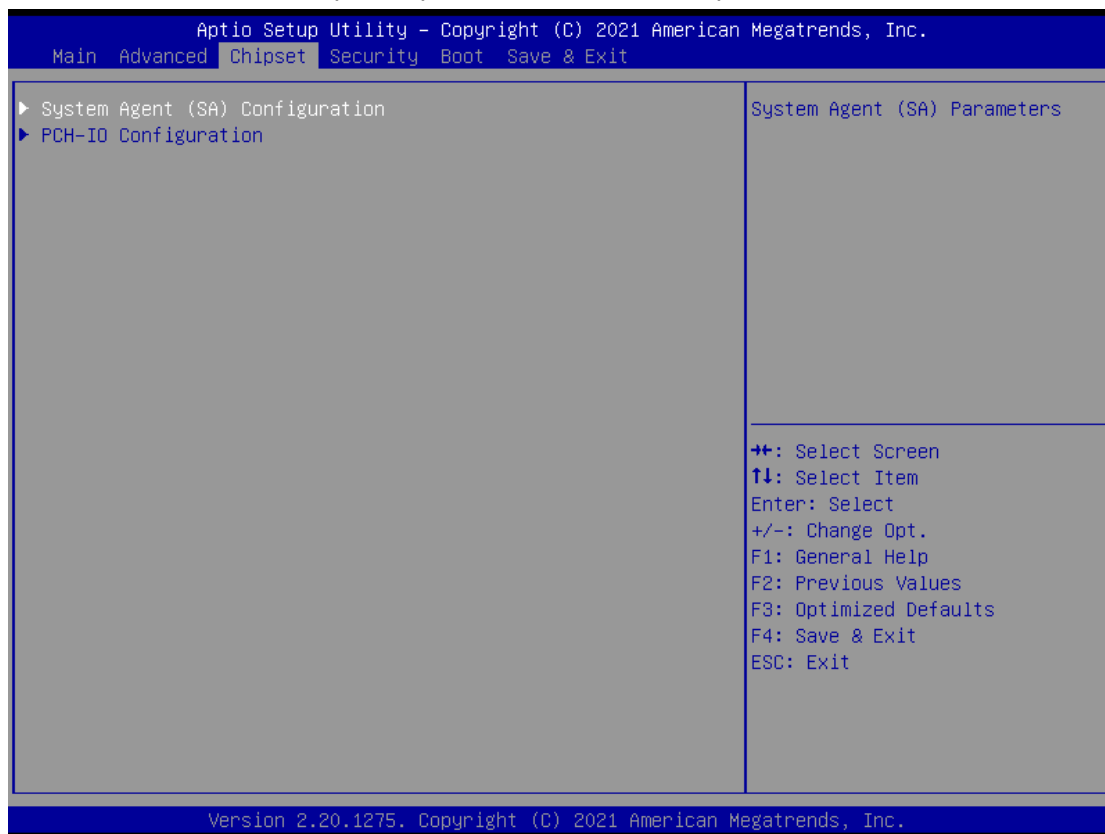 Aptio Setup Utility – Copyright (C) 2021 American Megatrends, Inc.
Main Advanced Chipset Security Boot Save & Exit
▶ System Agent (SA) Configuration
▶ PCH-IO Configuration
System Agent (SA) Parameters
→←: Select Screen
↑↓: Select Item
Enter: Select
+/-: Change Opt.
F1: General Help
F2: Previous Values
F3: Optimized Defaults
F4: Save & Exit
ESC: Exit
Version 2.20.1275. Copyright (C) 2021 American Megatrends, Inc.